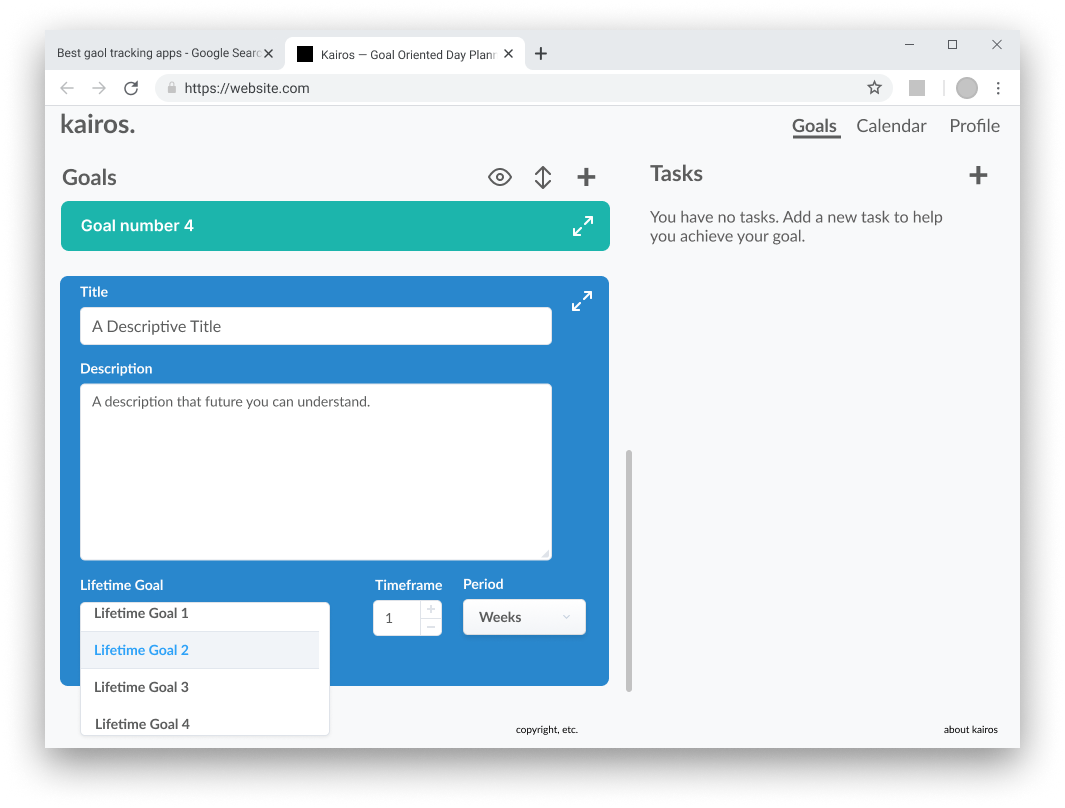 Best gaol tracking apps - Google Searc
Kairos — Goal Oriented Day Plann
https://website.com
kairos.
Goals Calendar Profile
Goals
Goal number 4
Title
A Descriptive Title
Description
A description that future you can understand.
Lifetime Goal
Lifetime Goal 1
Lifetime Goal 2
Lifetime Goal 3
Lifetime Goal 4
Timeframe
1
Period
Weeks
Tasks
You have no tasks. Add a new task to help
you achieve your goal.
copyright, etc.
about kairos